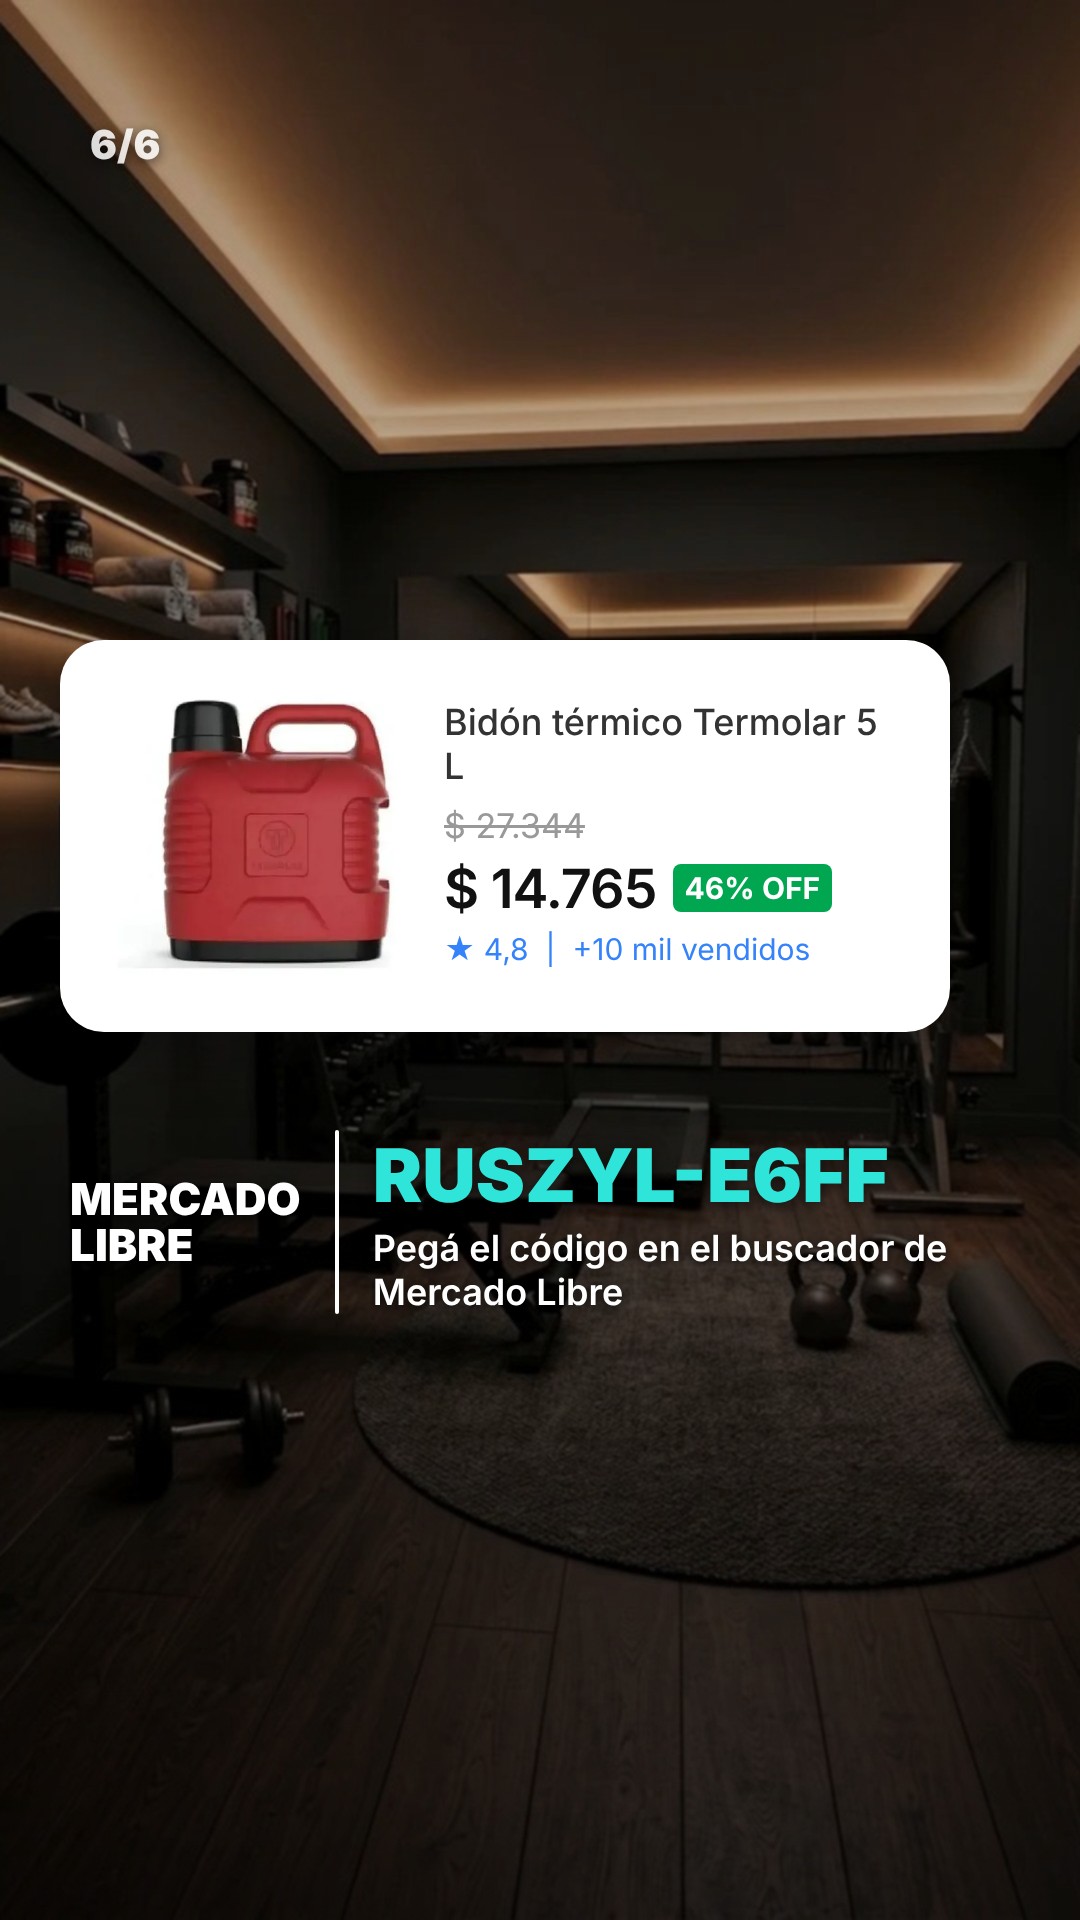 6/6
Bidón térmico Termolar 5
L
$ 27.344
$ 14.765 46% OFF
★ 4,8 | +10 mil vendidos
MERCADO
LIBRE
RUSZYL-E6FF
Pegá el código en el buscador de
Mercado Libre